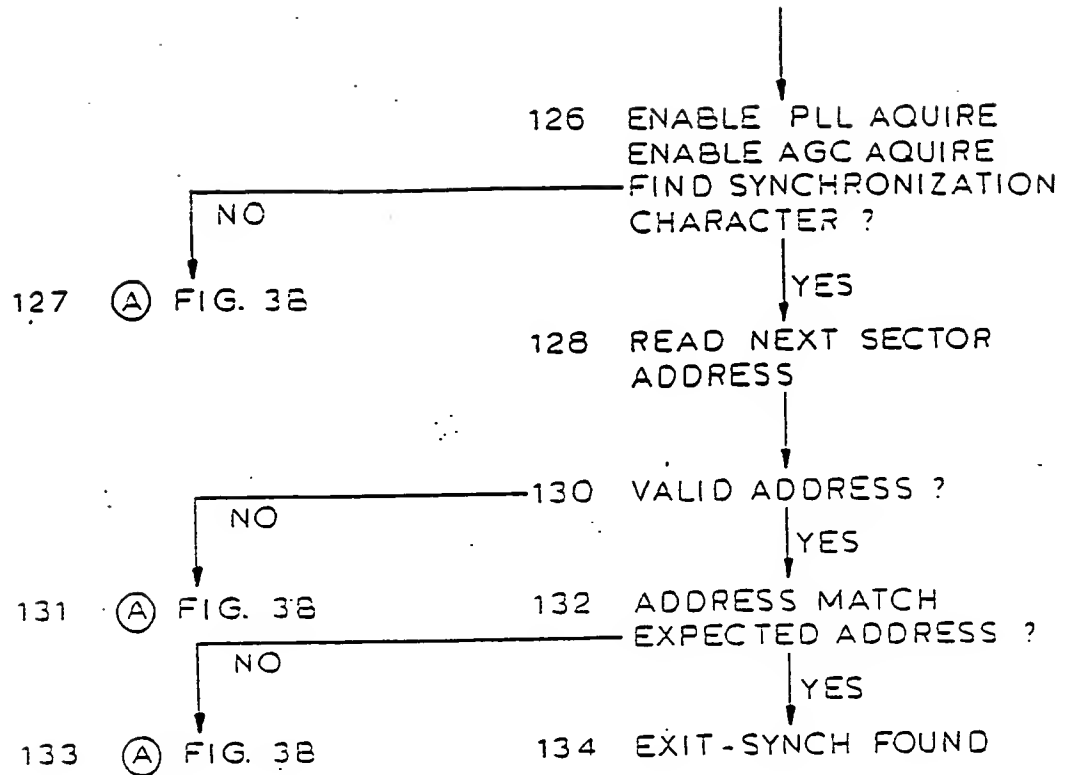 126 ENABLE PLL AQUIRE
ENABLE AGC AQUIRE
FIND SYNCHRONIZATION
CHARACTER ?
NO
YES
127 A FIG. 3B
128 READ NEXT SECTOR
ADDRESS
130 VALID ADDRESS ?
NO
YES
131 A FIG. 3B
132 ADDRESS MATCH
EXPECTED ADDRESS ?
NO
YES
133 A FIG. 3B
134 EXIT-SYNCH FOUND